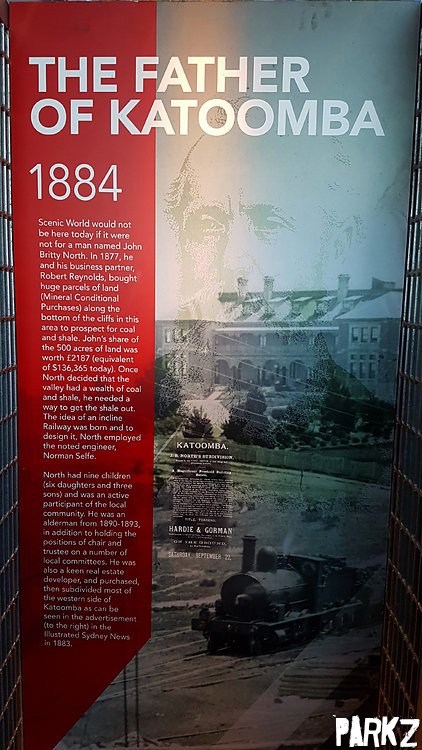 THE FATHER
OF KATOOMBA
1884
Scenic World would not
be here today if it were
not for a man named John
Britty North. In 1877, he
and his business partner,
Robert Reynolds, bought
huge parcels of land
(Mineral Conditional
Purchases) along the
bottom of the cliffs in this
area to prospect for coal
and shale. John's share of
the 500 acres of land was
worth £2187 (equivalent
of $136,365 today). Once
North decided that the
valley had a wealth of coal
and shale, he needed a
way to get the shale out.
The idea of an incline
Railway was born and to
design it, North employed
the noted engineer,
Norman Selfe.
North had nine children
(six daughters and three
sons) and was an active
participant of the local
community. He was an
alderman from 1890-1893,
in addition to holding the
positions of chair and
trustee on a number of
local committees. He was
also a keen real estate
developer, and purchased,
then subdivided most of
the western side of
Katoomba as can be
seen in the advertisement
(to the right) in the
Illustrated Sydney News
in 1883.
KATOOMBA,
J. B. NORTH'S SUBDIVISION,
A Magnificent Freehold
TITLE, TORRENS.
HARDIE & GORMAN
ON THE GROUND,
SATURDAY, SEPTEMBER 22.
PARKZ